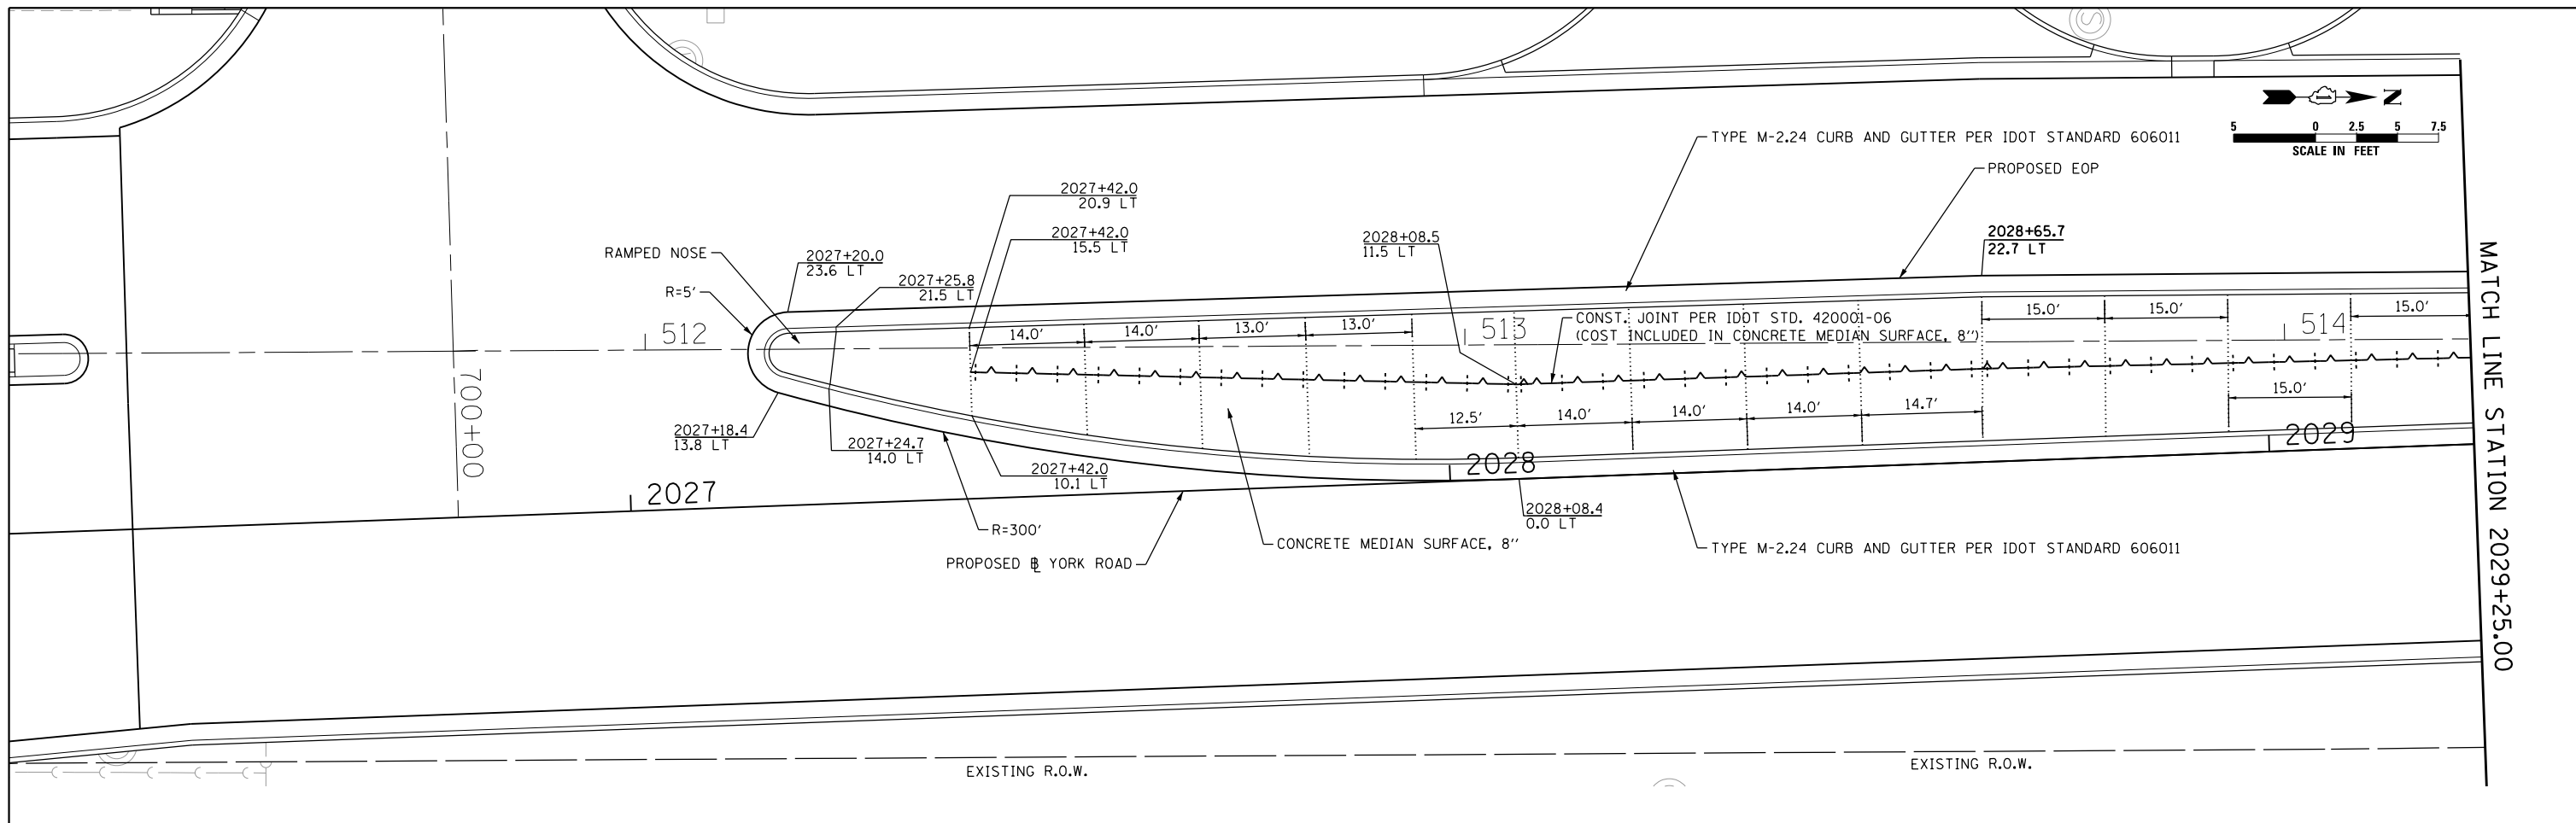 N
5 0 2.5 5 7.5
SCALE IN FEET
TYPE M-2.24 CURB AND GUTTER PER IDOT STANDARD 606011
PROPOSED EOP
2027+42.0
20.9 LT
2027+42.0
15.5 LT
2028+08.5
11.5 LT
2028+65.7
22.7 LT
RAMPED NOSE
2027+20.0
23.6 LT
2027+25.8
21.5 LT
R=5'
512
513
514
14.0'
14.0'
13.0'
13.0'
15.0'
15.0'
15.0'
CONST. JOINT PER IDOT STD. 420001-06
(COST INCLUDED IN CONCRETE MEDIAN SURFACE, 8")
700+00
12.5'
14.0'
14.0'
14.0'
14.7'
15.0'
2027+18.4
13.8 LT
2027+24.7
14.0 LT
2027+42.0
10.1 LT
2027
2028
2029
2028+08.4
0.0 LT
R=300'
CONCRETE MEDIAN SURFACE, 8"
TYPE M-2.24 CURB AND GUTTER PER IDOT STANDARD 606011
PROPOSED ⅊ YORK ROAD
EXISTING R.O.W.
EXISTING R.O.W.
MATCH LINE STATION 2029+25.00